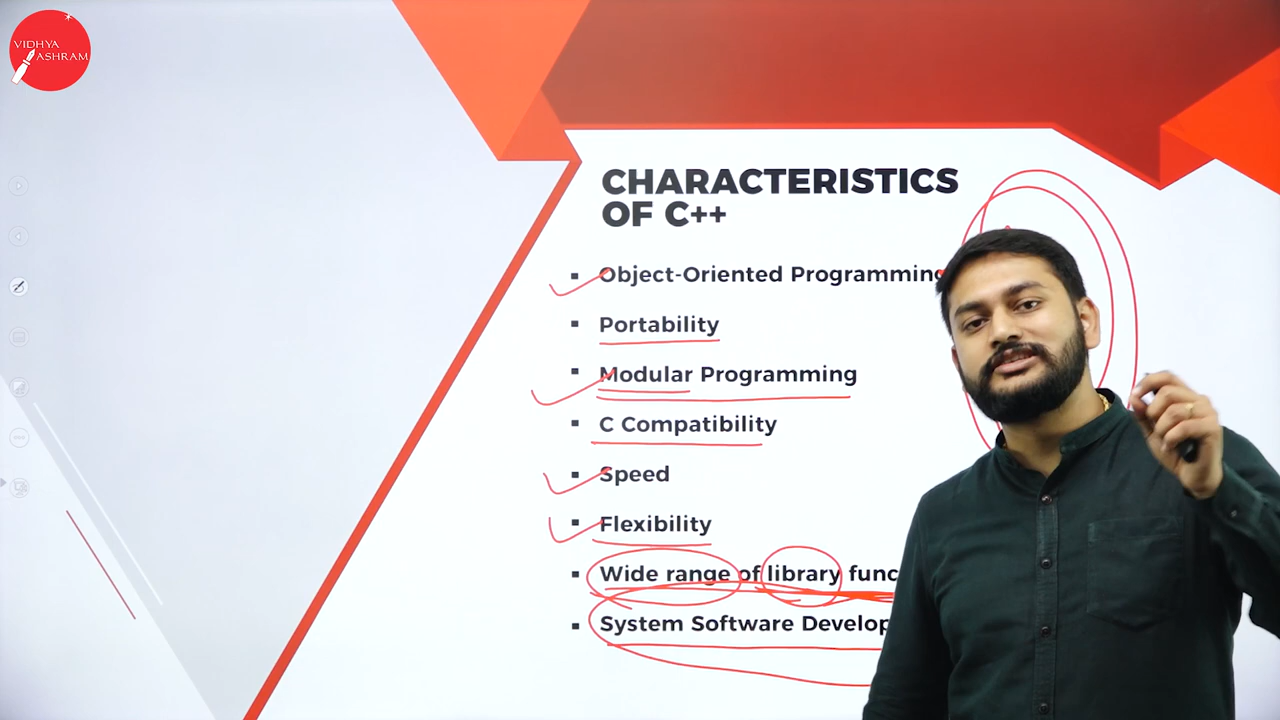 VIDHYA
ASHRAM
CHARACTERISTICS
OF C++
Object-Oriented Programming
Portability
Modular Programming
C Compatibility
Speed
Flexibility
Wide range of library func
System Software Develop